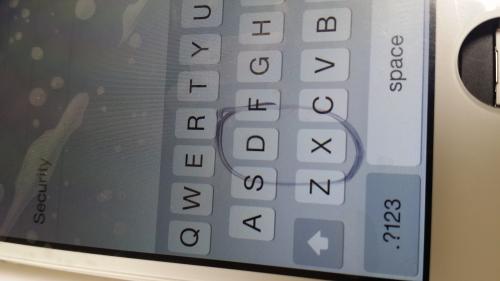 Security
Q W E R T Y U
A S D F G H
Z X C V B
.?123 space